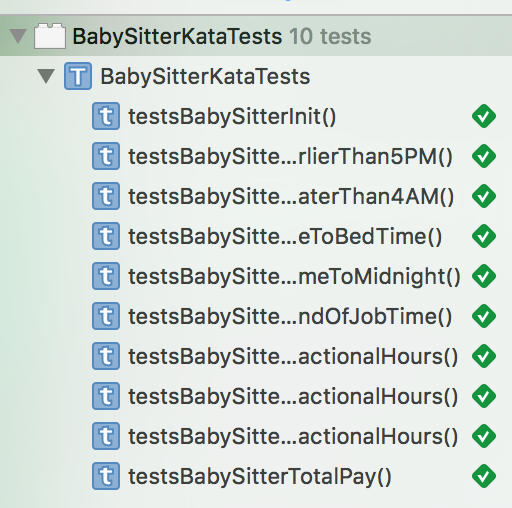 BabySitterKataTests 10 tests
T BabySitterKataTests
t testsBabySitterInit()
t testsBabySitte...rlierThan5PM()
t testsBabySitte...aterThan4AM()
t testsBabySitte...eToBedTime()
t testsBabySitte...meToMidnight()
t testsBabySitte...ndOfJobTime()
t testsBabySitte...actionalHours()
t testsBabySitte...actionalHours()
t testsBabySitte...actionalHours()
t testsBabySitterTotalPay()